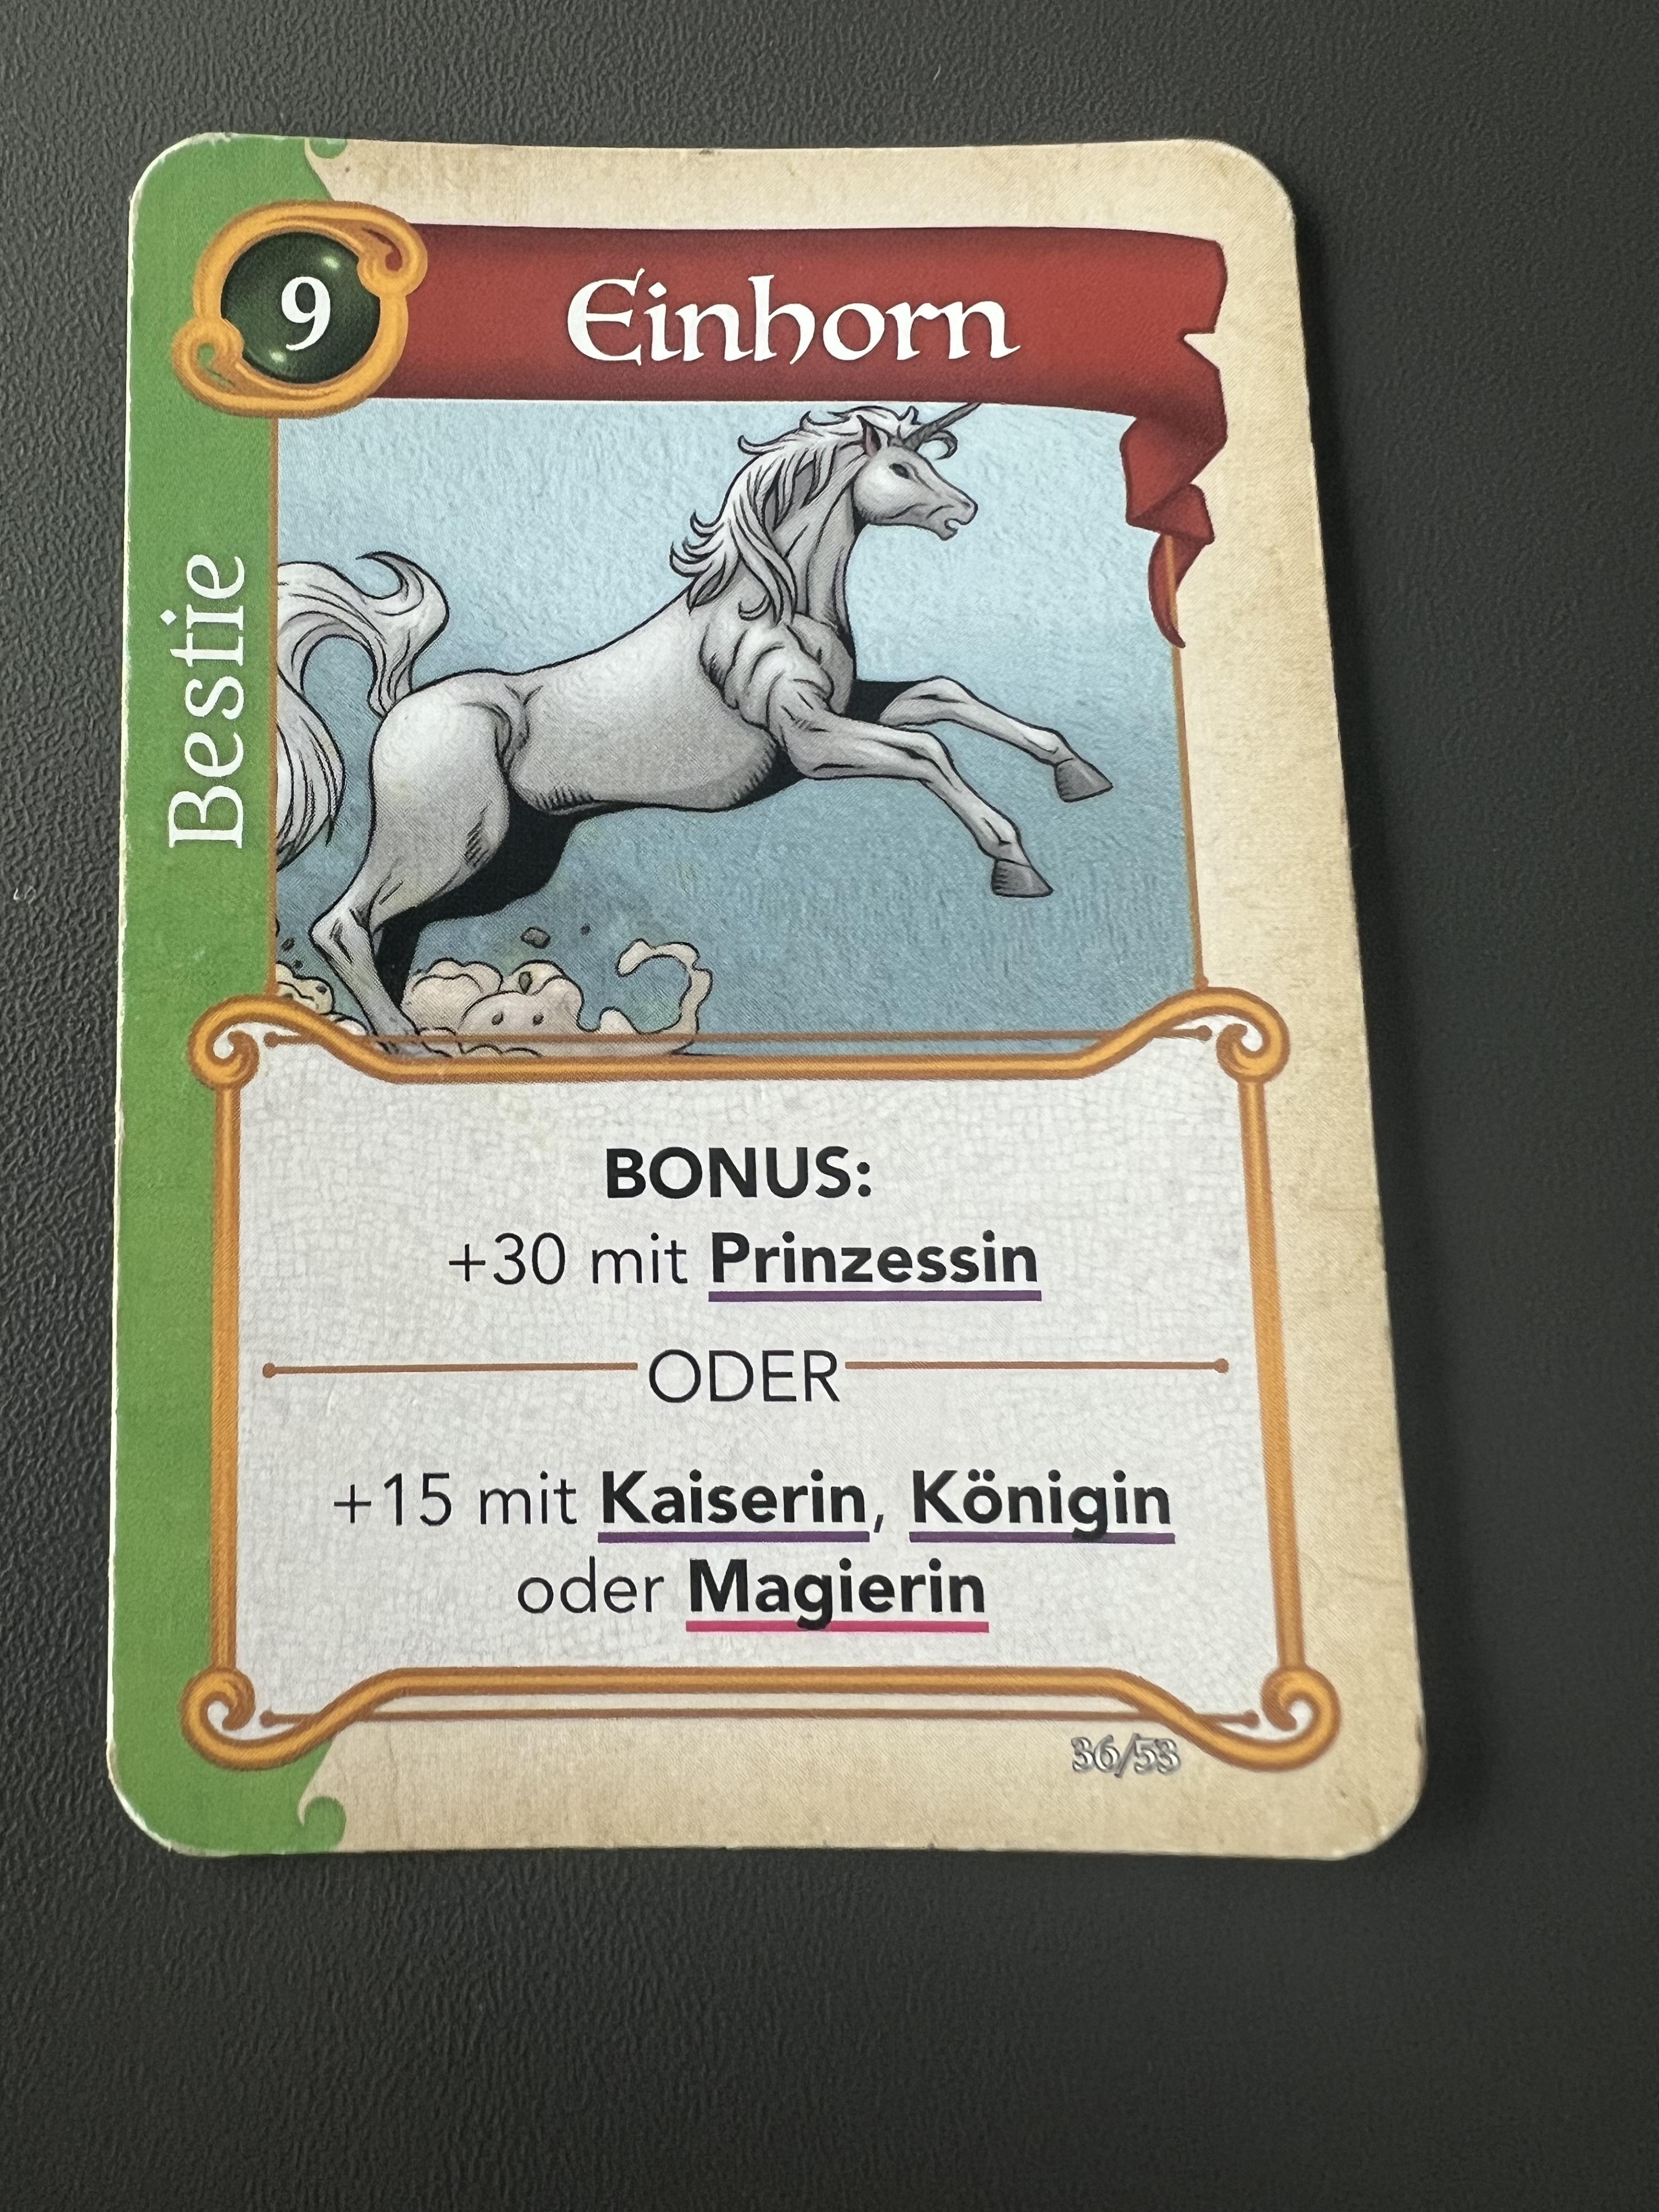 9
Einhorn
Bestie
BONUS:
+30 mit Prinzessin
ODER
+15 mit Kaiserin, Königin
oder Magierin
36/53